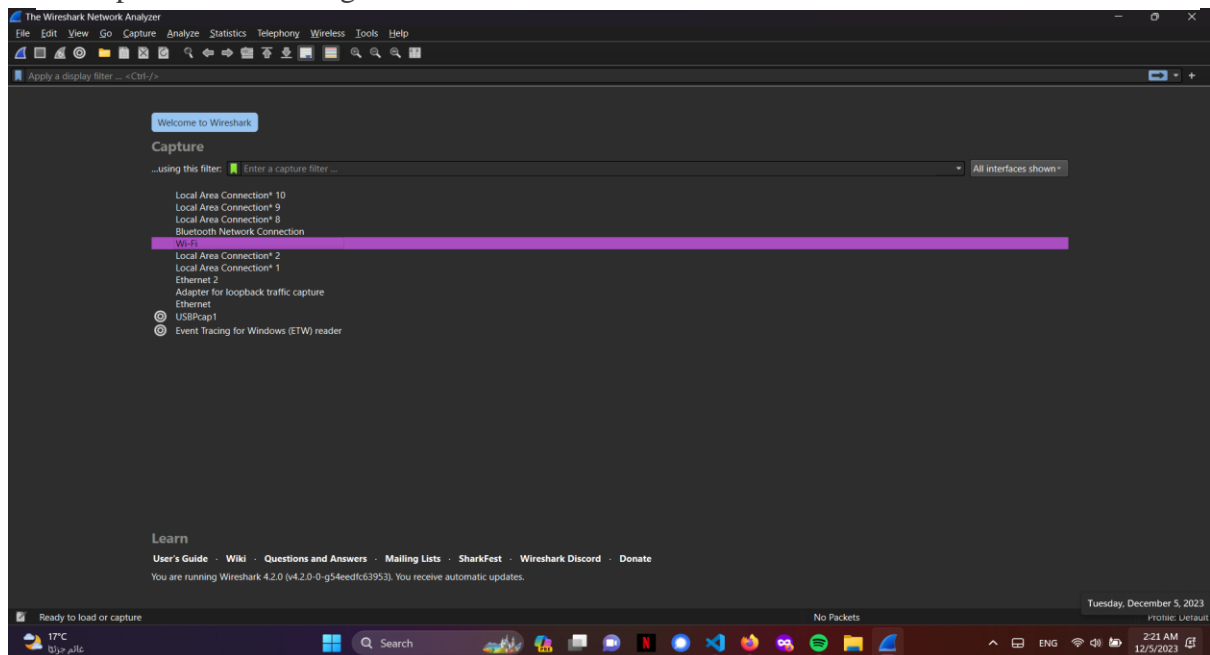 The Wireshark Network Analyzer
File Edit View Go Capture Analyze Statistics Telephony Wireless Tools Help
Apply a display filter ... <Ctrl-/>
Welcome to Wireshark
Capture
...using this filter: Enter a capture filter ... All interfaces shown
Local Area Connection* 10
Local Area Connection* 9
Local Area Connection* 8
Bluetooth Network Connection
Wi-Fi
Local Area Connection* 2
Local Area Connection* 1
Ethernet 2
Adapter for loopback traffic capture
Ethernet
USBPcap1
Event Tracing for Windows (ETW) reader
Learn
User's Guide · Wiki · Questions and Answers · Mailing Lists · SharkFest · Wireshark Discord · Donate
You are running Wireshark 4.2.0 (v4.2.0-0-g54eedfc63953). You receive automatic updates.
Tuesday, December 5, 2023
Ready to load or capture No Packets Profile: Default
17°C
غائم جزئيًا
Search
ENG
2:21 AM
12/5/2023